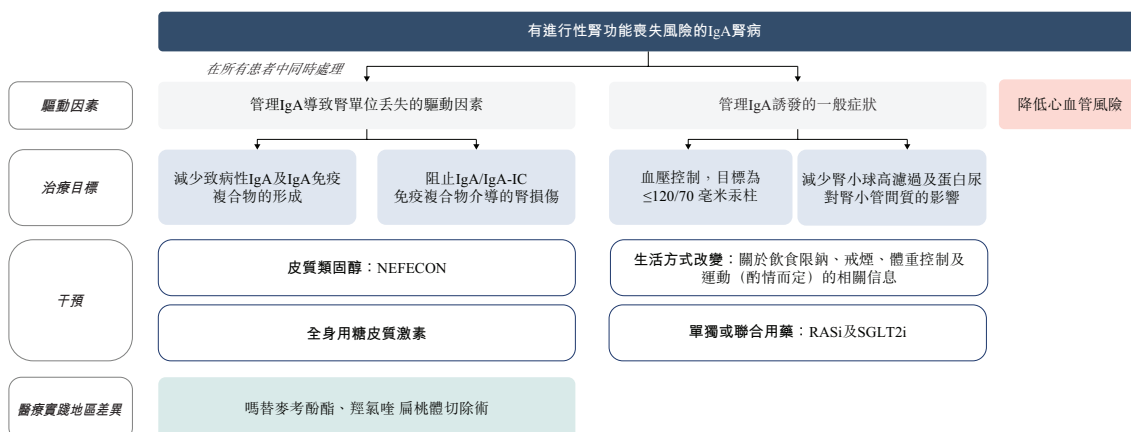 有進行性腎功能喪失風險的IgA腎病
在所有患者中同時處理
驅動因素
管理IgA導致腎單位丟失的驅動因素
管理IgA誘發的一般症狀
降低心血管風險
治療目標
減少致病性IgA及IgA免疫
複合物的形成
阻止IgA/IgA-IC
免疫複合物介導的腎損傷
血壓控制，目標為
≤120/70 毫米汞柱
減少腎小球高濾過及蛋白尿
對腎小管間質的影響
干預
皮質類固醇：NEFECON
生活方式改變：關於飲食限鈉、戒煙、體重控制及
運動（酌情而定）的相關信息
全身用糖皮質激素
單獨或聯合用藥：RASi及SGLT2i
醫療實踐地區差異
嗎替麥考酚酯、羥氯喹 扁桃體切除術